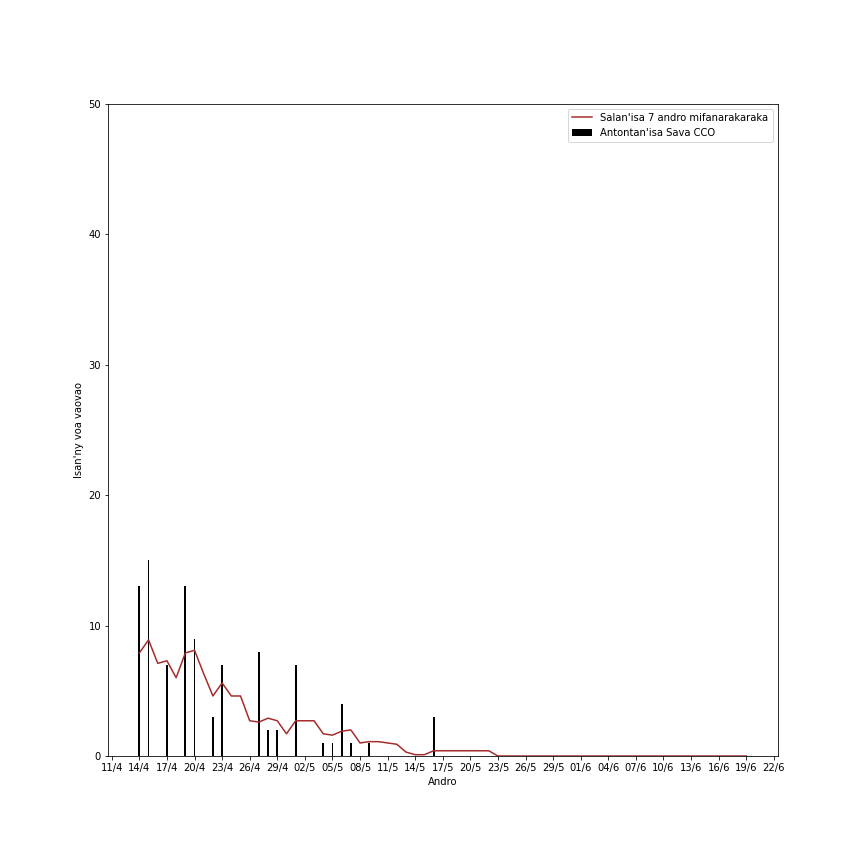 50
Salan'isa 7 andro mifanarakaraka
Antontan'isa Sava CCO
40
30
20
10
0
Isan'ny voa vaovao
11/4 14/4 17/4 20/4 23/4 26/4 29/4 02/5 05/5 08/5 11/5 14/5 17/5 20/5 23/5 26/5 29/5 01/6 04/6 07/6 10/6 13/6 16/6 19/6 22/6
Andro